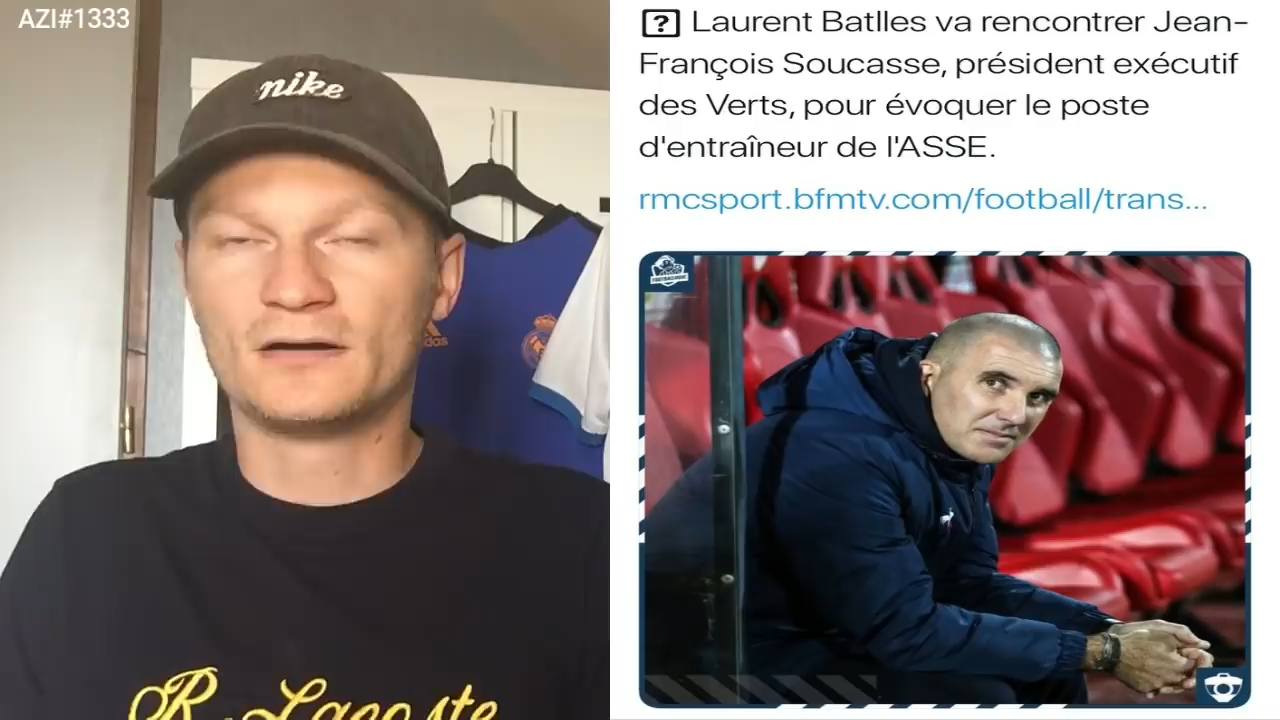 AZI#1333
nike
das
R. Lacoste
? Laurent Batlles va rencontrer Jean-
François Soucasse, président exécutif
des Verts, pour évoquer le poste
d'entraîneur de l'ASSE.
rmcsport.bfmtv.com/football/trans...